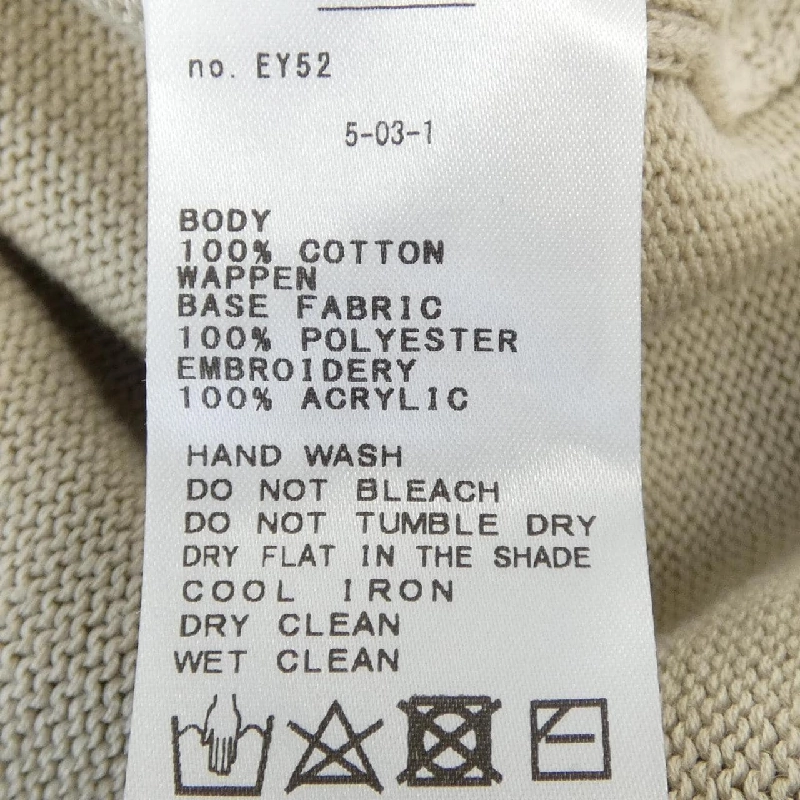 no. EY52
5-03-1
BODY
100% COTTON
WAPPEN
BASE FABRIC
100% POLYESTER
EMBROIDERY
100% ACRYLIC
HAND WASH
DO NOT BLEACH
DO NOT TUMBLE DRY
DRY FLAT IN THE SHADE
COOL IRON
DRY CLEAN
WET CLEAN